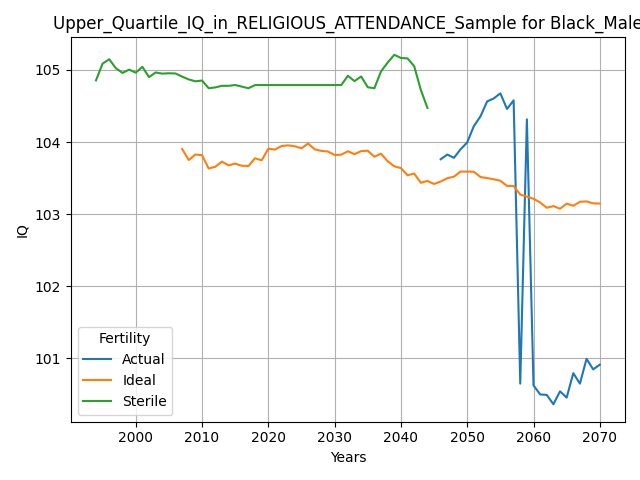 Upper_Quartile_IQ_in_RELIGIOUS_ATTENDANCE_Sample for Black_Male
105
104
103
102
101
IQ
Fertility
Actual
Ideal
Sterile
2000 2010 2020 2030 2040 2050 2060 2070
Years